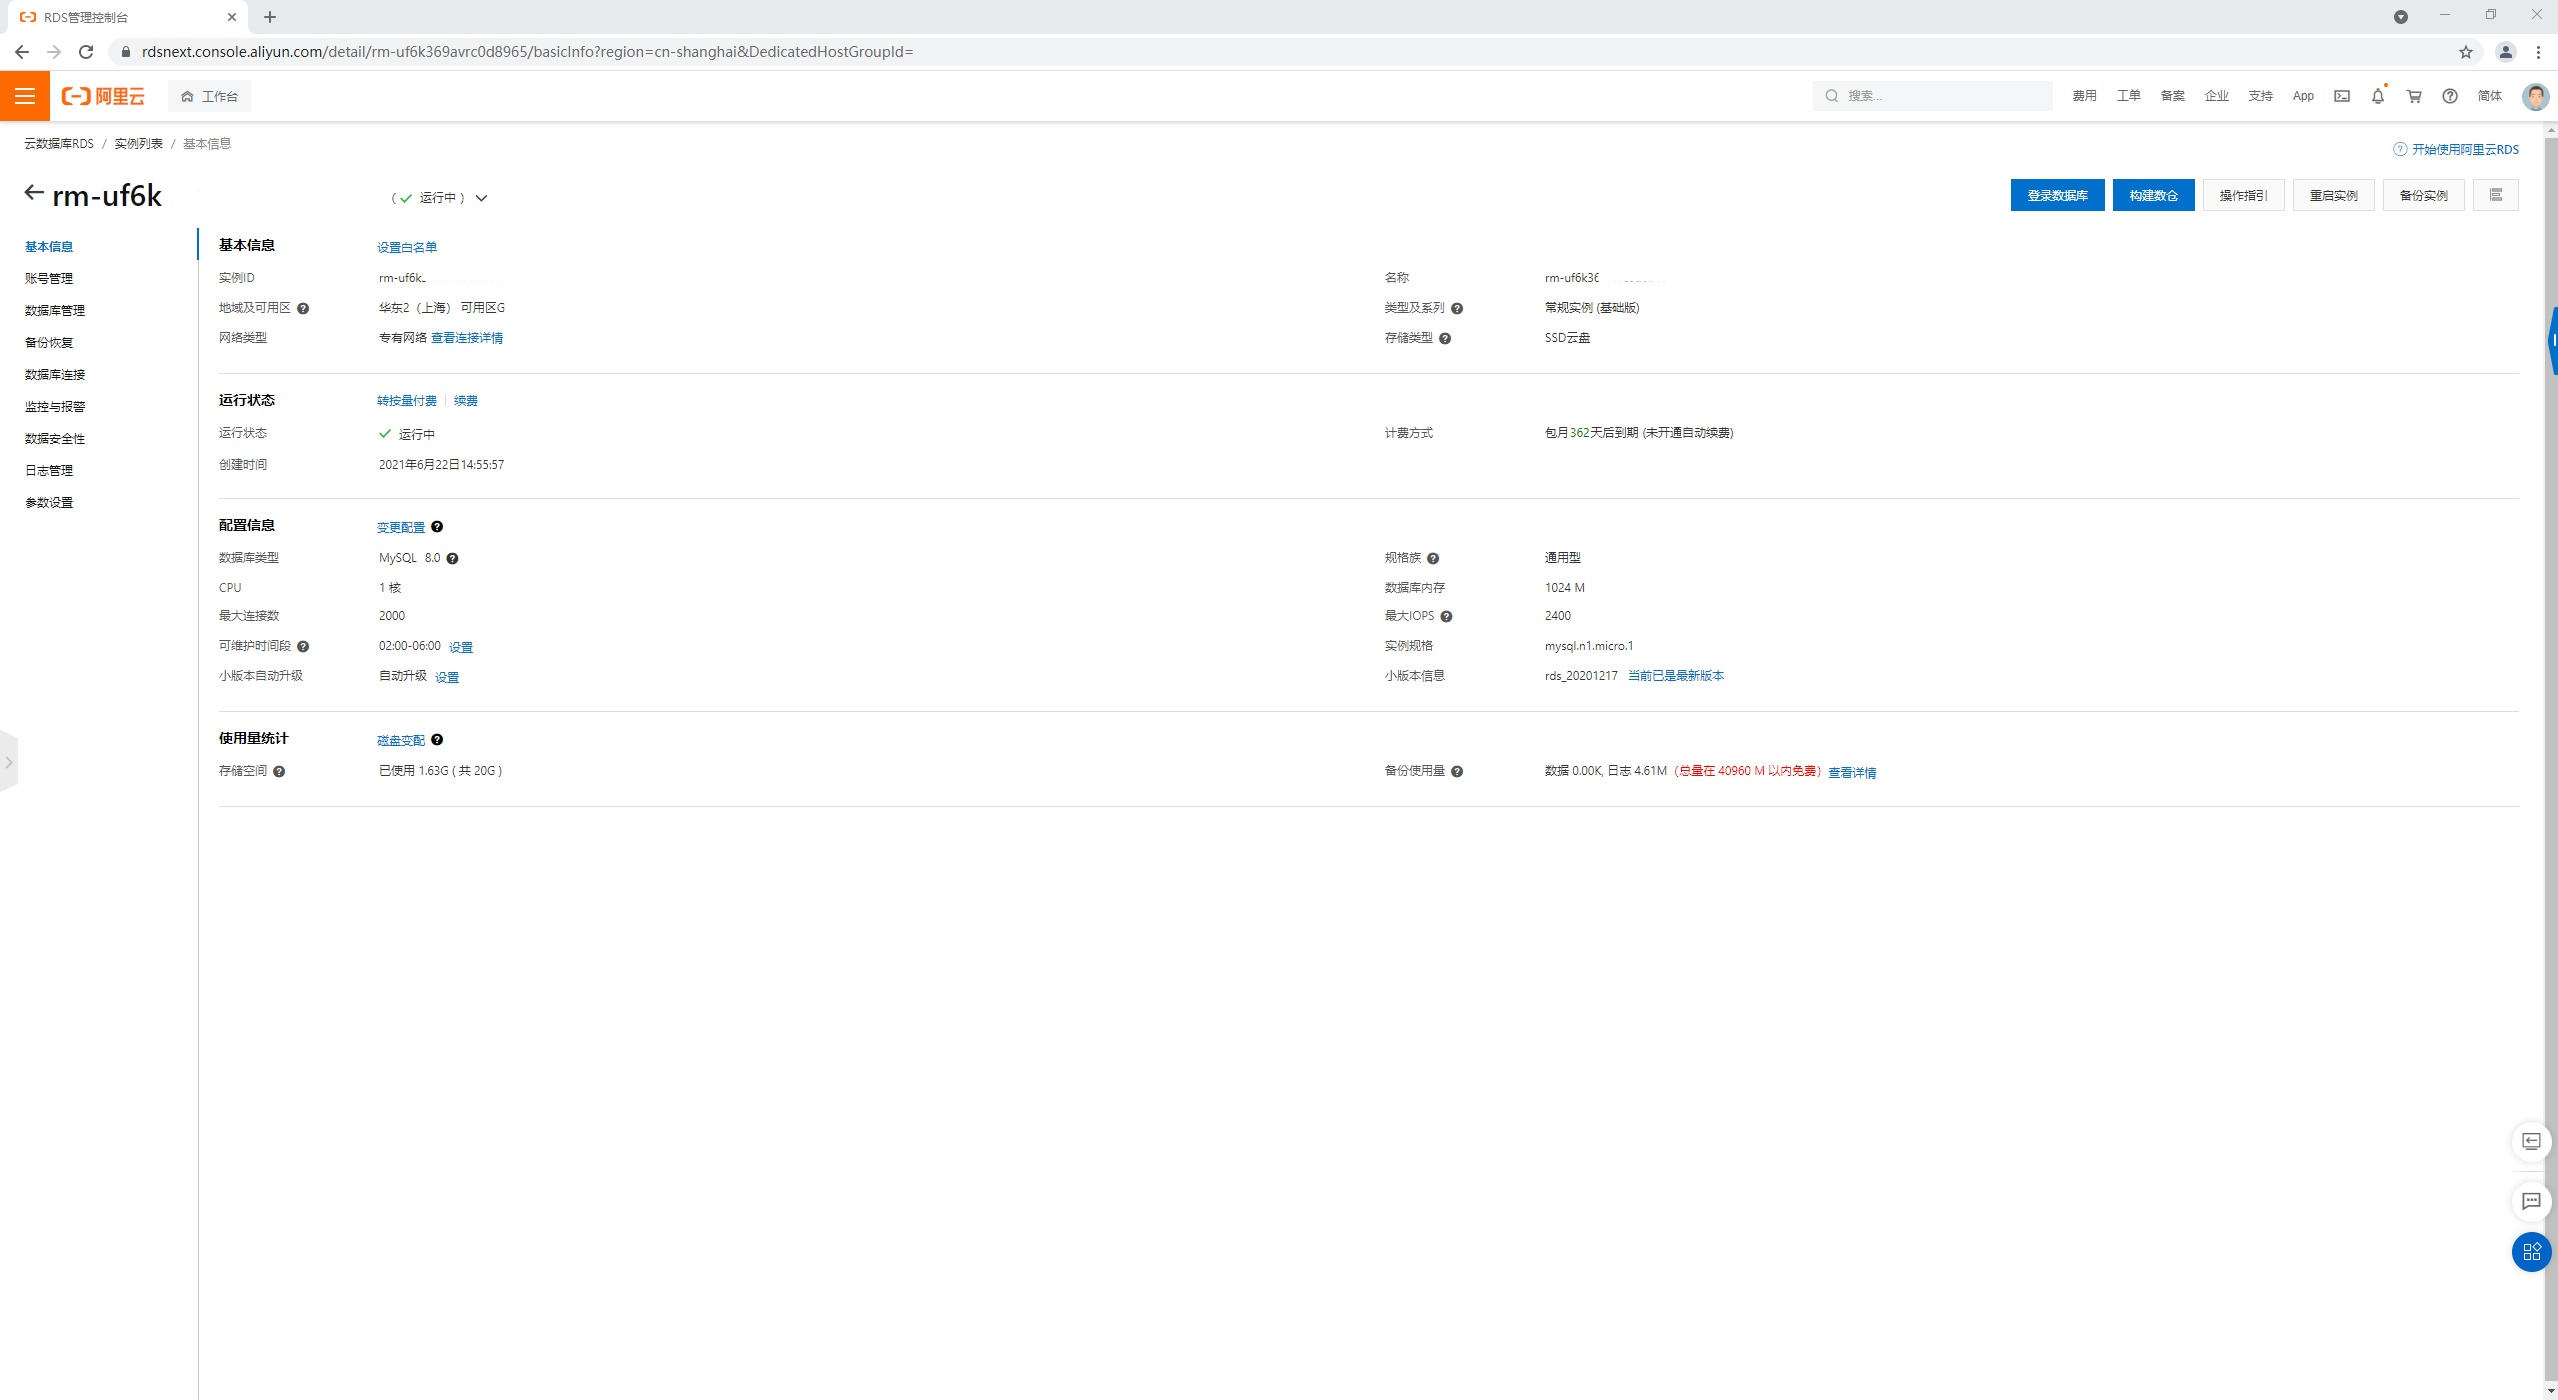 RDS管理控制台
rdsnext.console.aliyun.com/detail/rm-uf6k369avrc0d8965/basicInfo?region=cn-shanghai&DedicatedHostGroupId=
阿里云 工作台 搜索... 费用 工单 备案 企业 支持 App 简体
云数据库RDS / 实例列表 / 基本信息 开始使用阿里云RDS
rm-uf6k ( 运行中 ) 登录数据库 构建数仓 操作指引 重启实例 备份实例
基本信息
账号管理
数据库管理
备份恢复
数据库连接
监控与报警
数据安全性
日志管理
参数设置
基本信息 设置白名单
实例ID rm-uf6k 名称 rm-uf6k36
地域及可用区 华东2（上海） 可用区G 类型及系列 常规实例 (基础版)
网络类型 专有网络 查看连接详情 存储类型 SSD云盘
运行状态 转按量付费 续费
运行状态 运行中 计费方式 包月362天后到期 (未开通自动续费)
创建时间 2021年6月22日14:55:57
配置信息 变更配置
数据库类型 MySQL 8.0 规格族 通用型
CPU 1 核 数据库内存 1024 M
最大连接数 2000 最大IOPS 2400
可维护时间段 02:00-06:00 设置 实例规格 mysql.n1.micro.1
小版本自动升级 自动升级 设置 小版本信息 rds_20201217 当前已是最新版本
使用量统计 磁盘变配
存储空间 已使用 1.63G ( 共 20G ) 备份使用量 数据 0.00K, 日志 4.61M（总量在 40960 M 以内免费） 查看详情